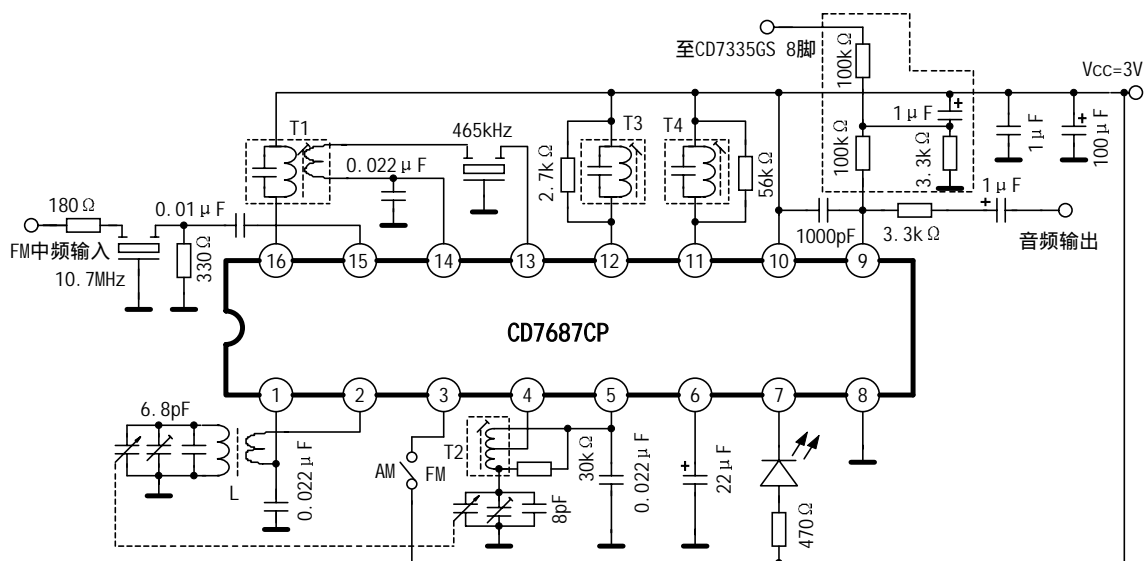 至CD7335GS 8脚
100kΩ
Vcc=3V
T1
465kHz
T3
T4
1μF
0.022μF
2.7kΩ
56kΩ
100kΩ
3.3kΩ
1μF
100μF
180Ω
0.01μF
1μF
FM中频输入
330Ω
1000pF
3.3kΩ
音频输出
10.7MHz
16
15
14
13
12
11
10
9
CD7687CP
1
2
3
4
5
6
7
8
6.8pF
T2
30kΩ
AM
FM
L
0.022μF
8pF
0.022μF
22μF
470Ω